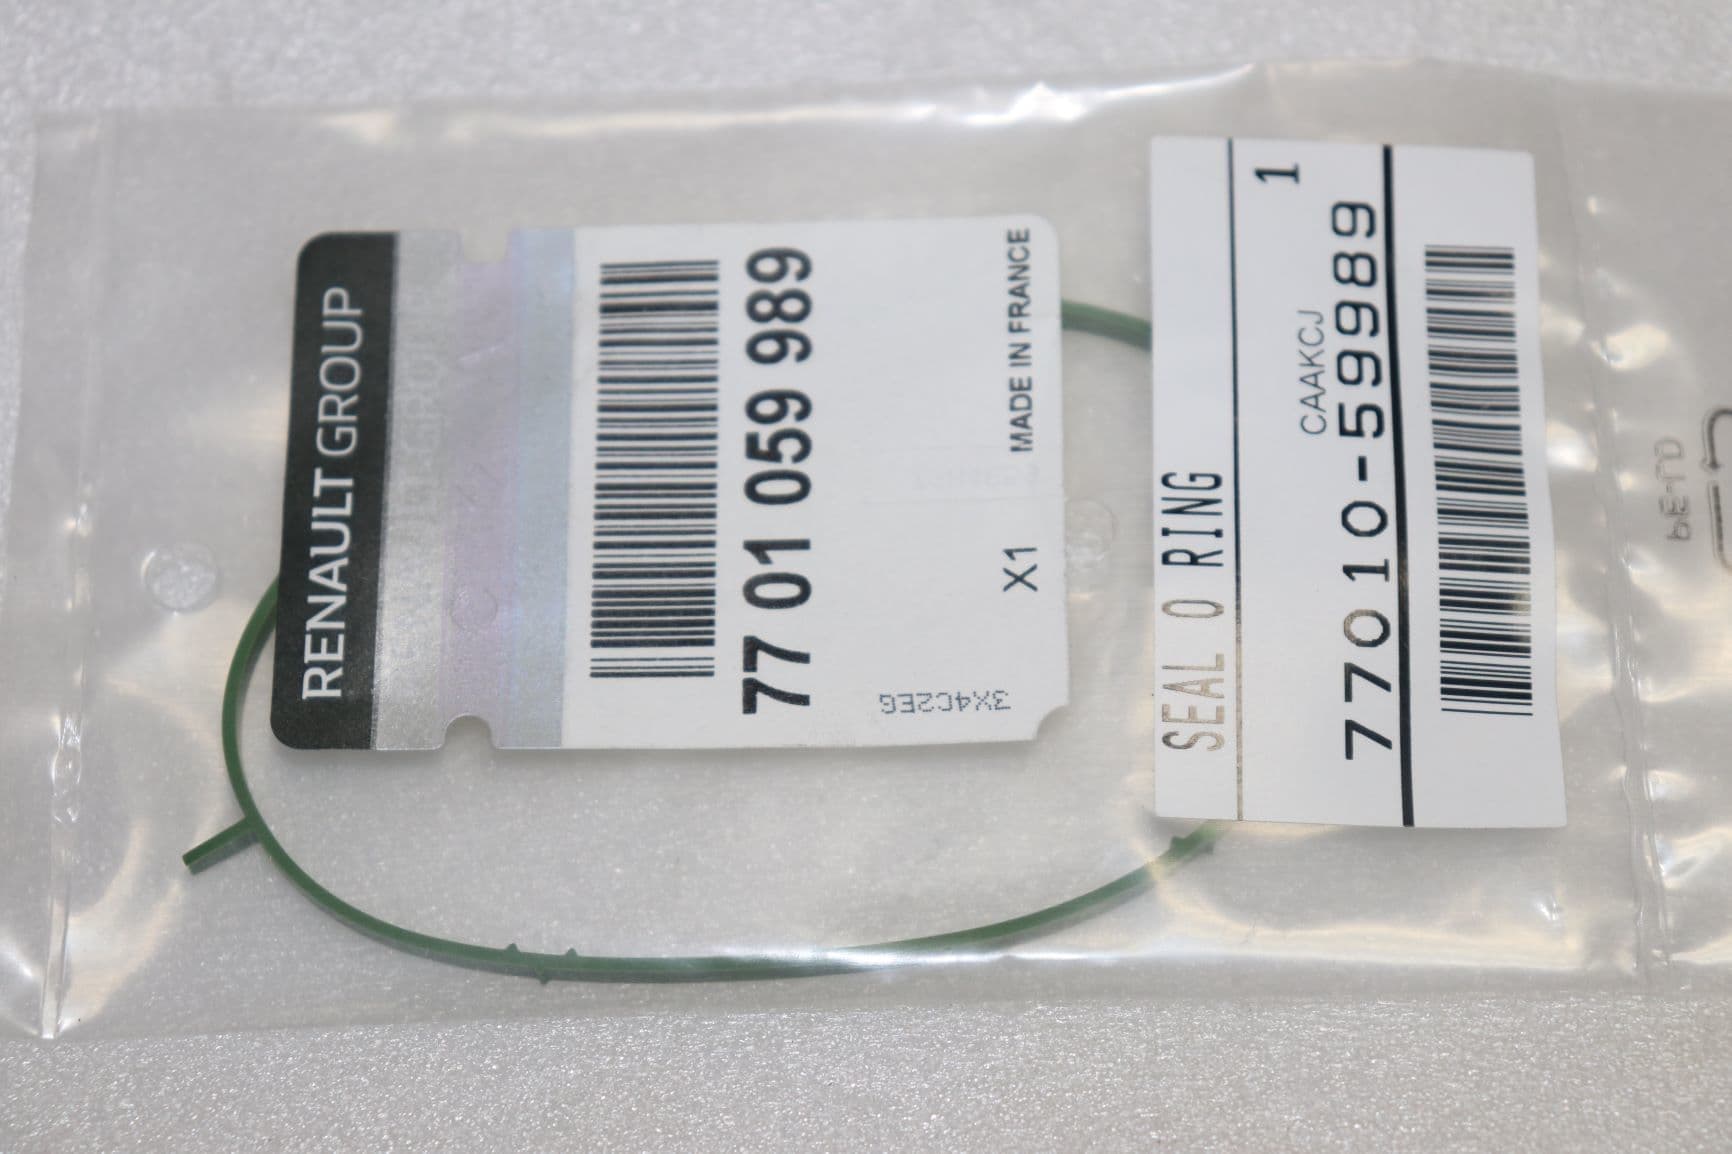 RENAULT GROUP
77 01 059 989
3X4C2E6
X1
MADE IN FRANCE
SEAL O RING
1
CAAKCJ
77010-59989